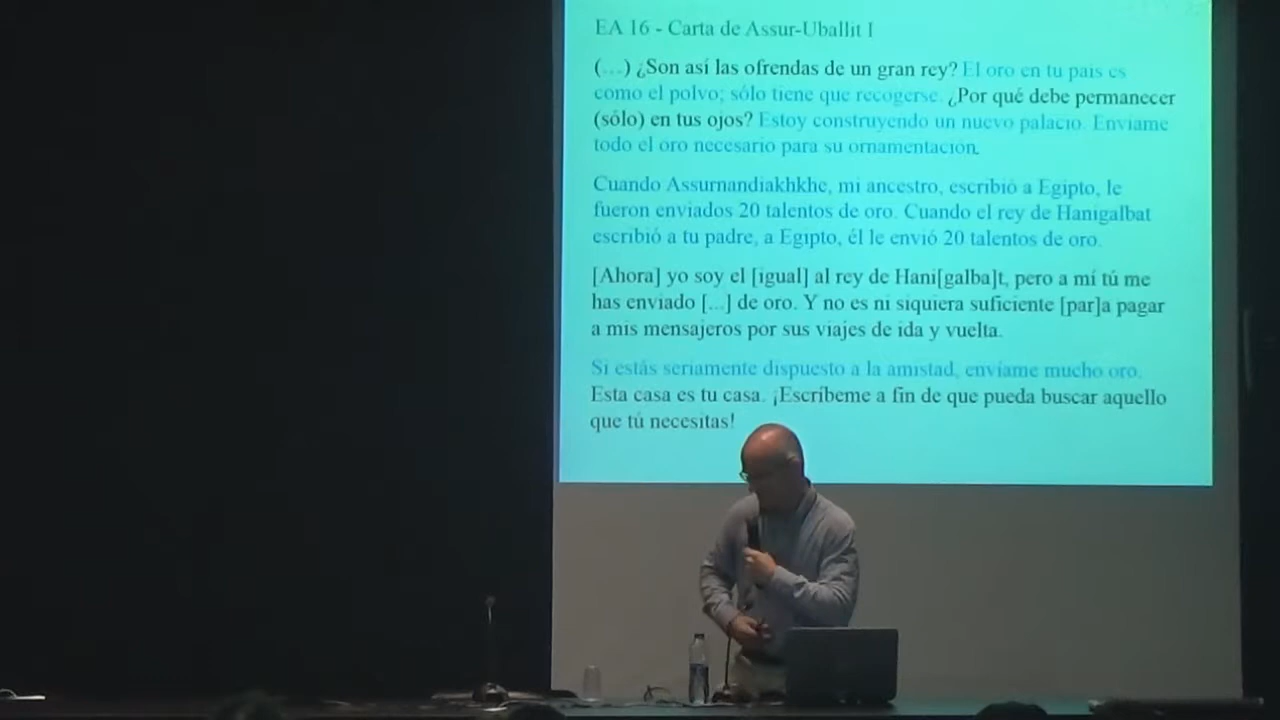 EA 16 - Carta de Assur-Uballit I
(...) ¿Son así las ofrendas de un gran rey? El oro en tu país es
como el polvo; sólo tiene que recogerse. ¿Por qué debe permanecer
(sólo) en tus ojos? Estoy construyendo un nuevo palacio. Envíame
todo el oro necesario para su ornamentación.
Cuando Assurnandiakhkhe, mi ancestro, escribió a Egipto, le
fueron enviados 20 talentos de oro. Cuando el rey de Hanigalbat
escribió a tu padre, a Egipto, él le envió 20 talentos de oro.
[Ahora] yo soy el [igual] al rey de Hani[galba]t, pero a mí tú me
has enviado [...] de oro. Y no es ni siquiera suficiente [par]a pagar
a mis mensajeros por sus viajes de ida y vuelta.
Si estás seriamente dispuesto a la amistad, envíame mucho oro.
Esta casa es tu casa. ¡Escríbeme a fin de que pueda buscar aquello
que tú necesitas!